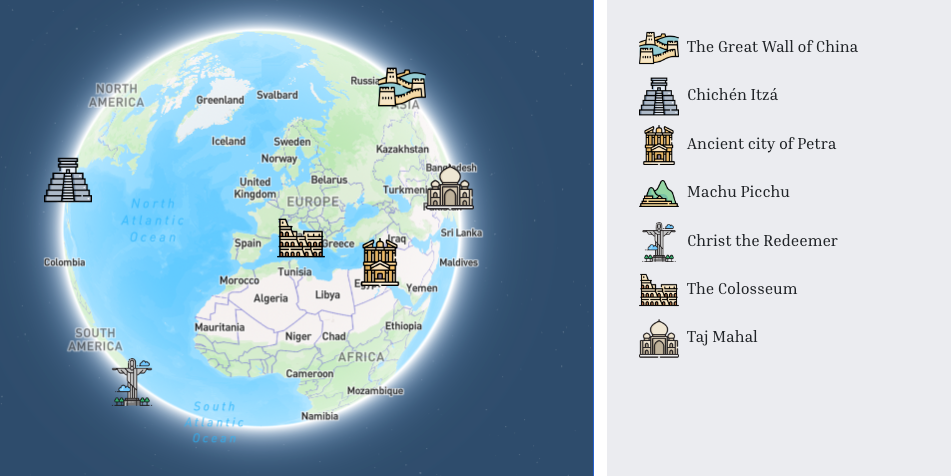 NORTH
AMERICA
Greenland
Svalbard
Russia
ASIA
Iceland
Sweden
Norway
Kazakhstan
Bangladesh
United
Kingdom
Belarus
Turkmeni
EUROPE
North
Atlantic
Ocean
Spain
Greece
Iraq
Sri Lanka
Colombia
Tunisia
Maldives
Morocco
Algeria
Libya
Egypt
Yemen
Mauritania
Niger
Chad
Ethiopia
SOUTH
AMERICA
AFRICA
Cameroon
Mozambique
South
Atlantic
Ocean
Namibia
The Great Wall of China
Chichén Itzá
Ancient city of Petra
Machu Picchu
Christ the Redeemer
The Colosseum
Taj Mahal